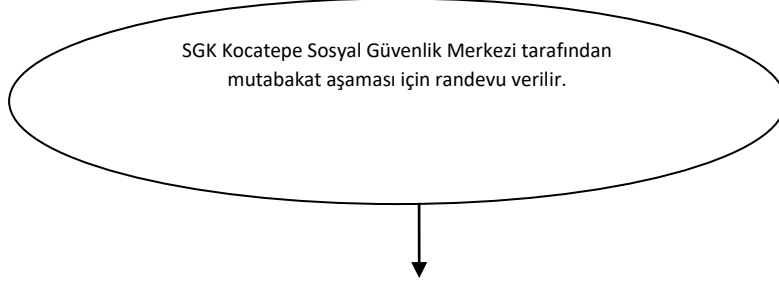 SGK Kocatepe Sosyal Güvenlik Merkezi tarafından
mutabakat aşaması için randevu verilir.